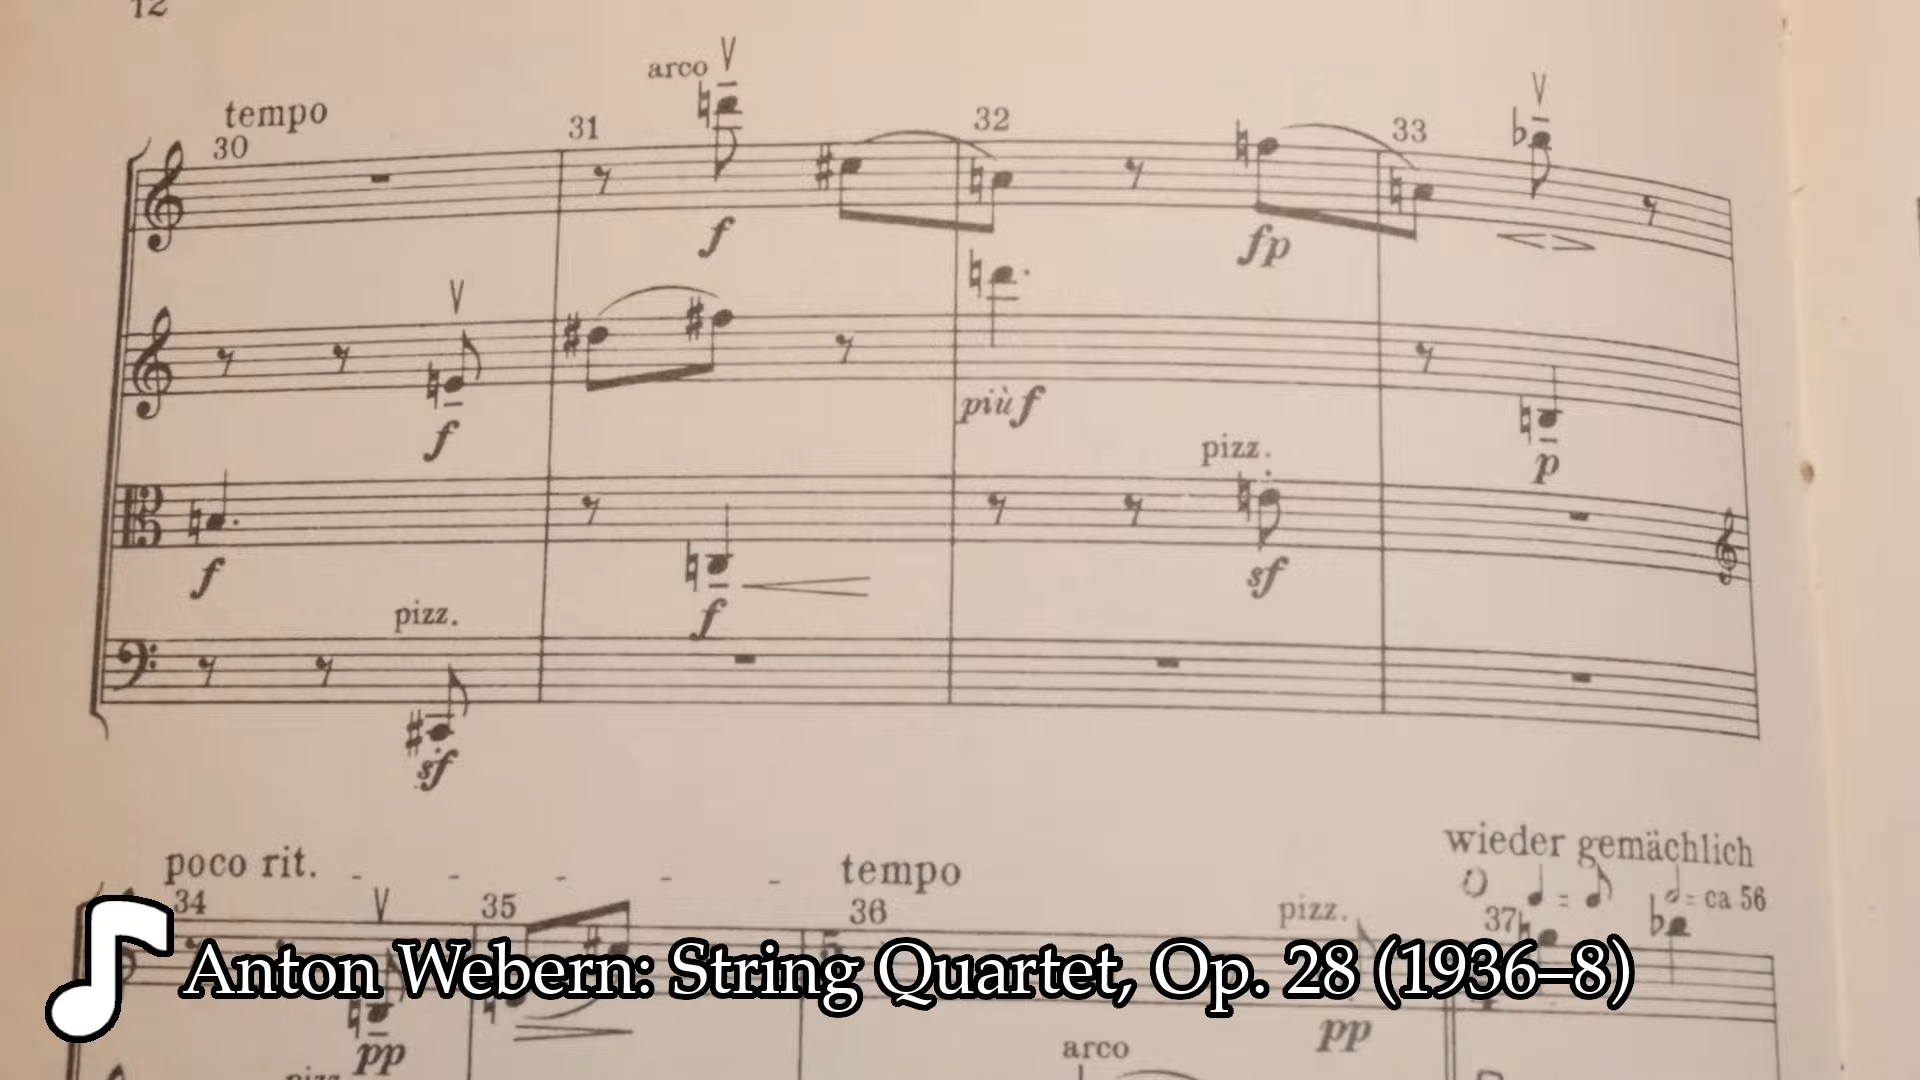 12
tempo
30
31
arco
32
33
f
fp
f
più f
p
f
f
pizz.
sf
pizz.
sf
poco rit.
tempo
wieder gemächlich
34
35
36
pizz.
37
= ca 56
Anton Webern: String Quartet, Op. 28 (1936–8)
pp
pp
arco
pizz.